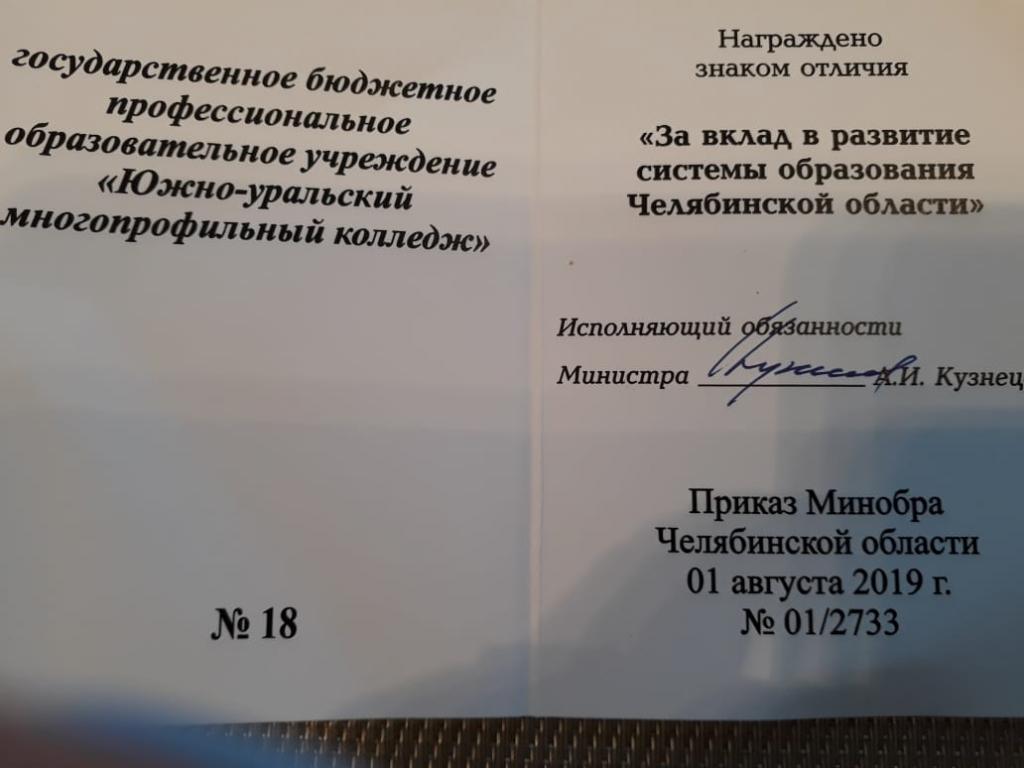 государственное бюджетное
профессиональное
образовательное учреждение
«Южно-уральский
многопрофильный колледж»
№ 18
Награждено
знаком отличия
«За вклад в развитие
системы образования
Челябинской области»
Исполняющий обязанности
Министра А.И. Кузнец
Приказ Минобра
Челябинской области
01 августа 2019 г.
№ 01/2733